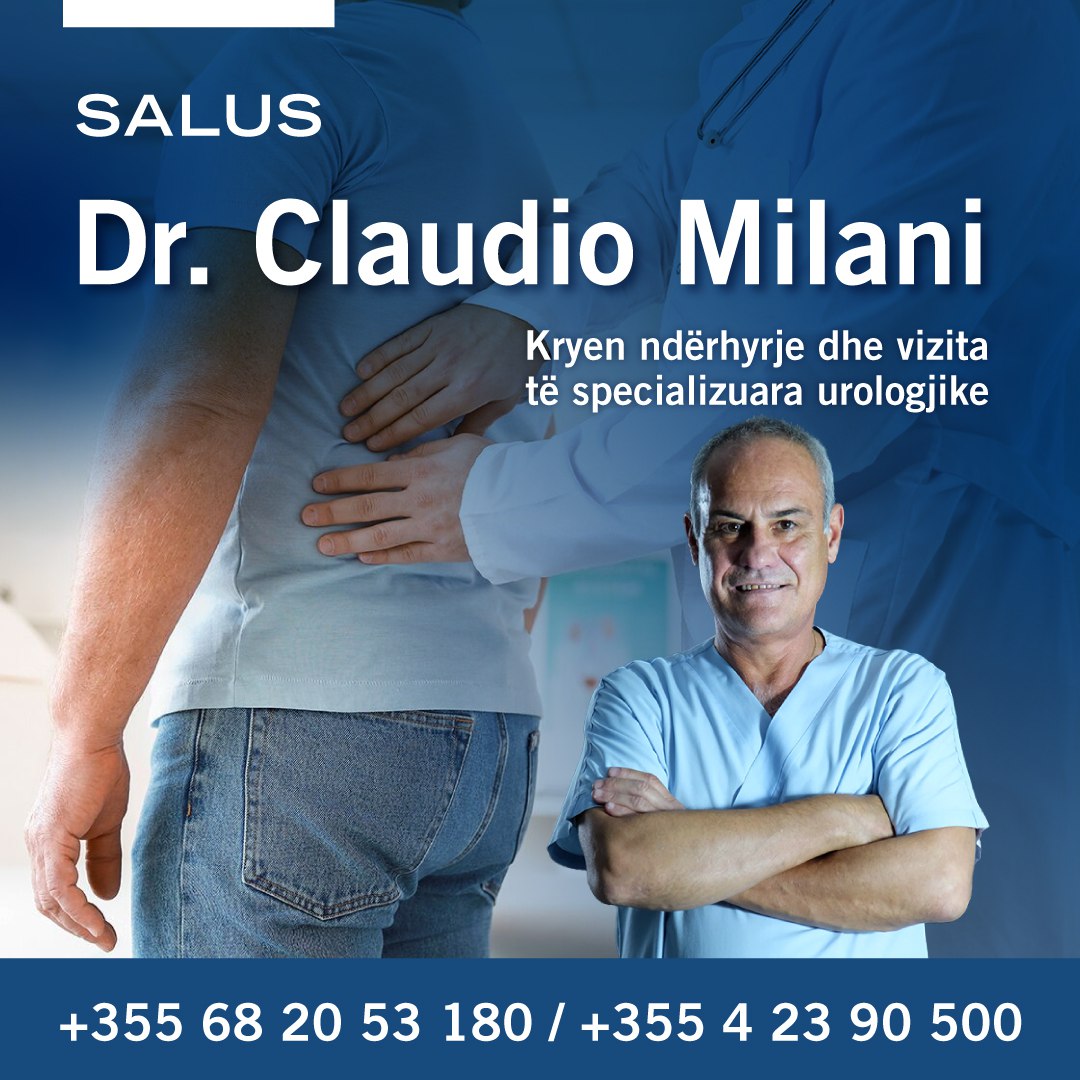 SALUS
Dr. Claudio Milani
Kryen ndërhyrje dhe vizita
të specializuara urologjike
+355 68 20 53 180 / +355 4 23 90 500